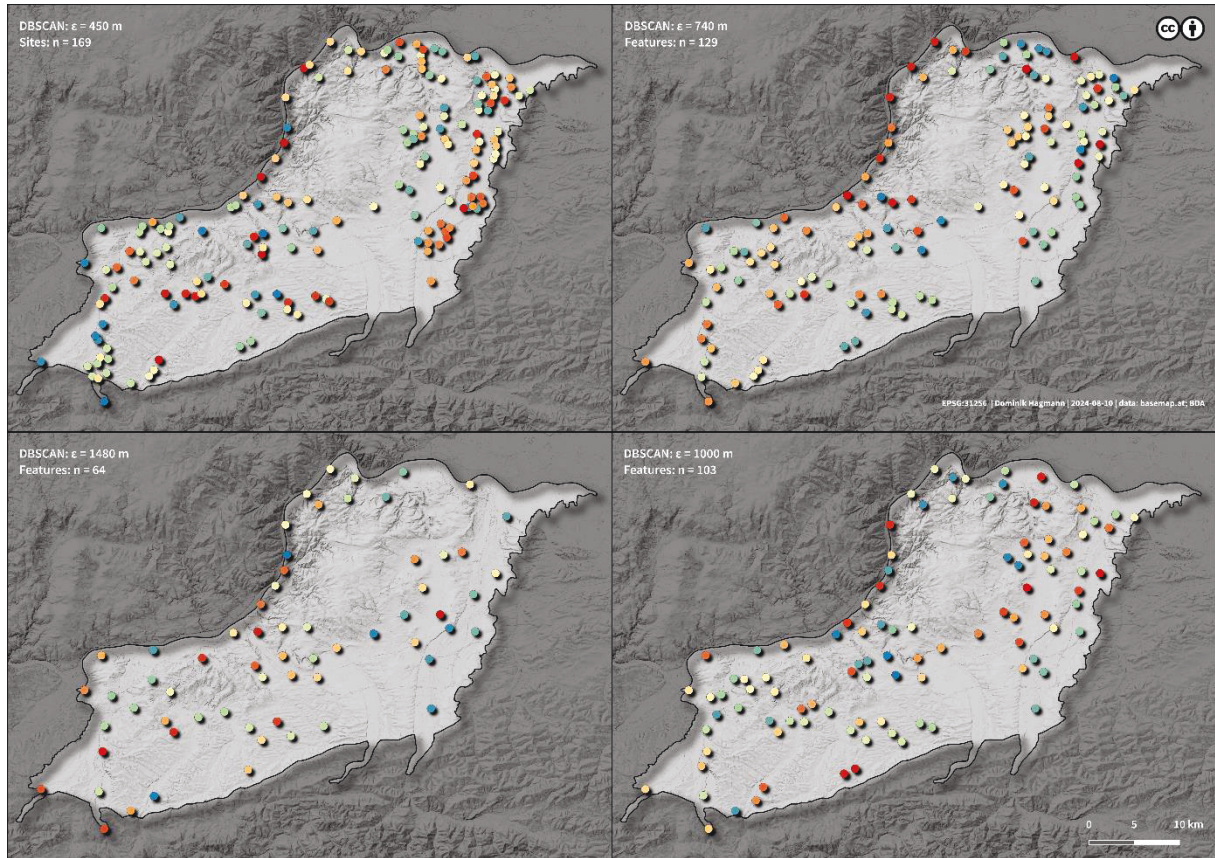 DBSCAN: ε = 450 m
Sites: n = 169
DBSCAN: ε = 740 m
Features: n = 129
cc
EPSG:31256 | Dominik Hagmann | 2024-08-10 | data: basemap.at; BDA
DBSCAN: ε = 1480 m
Features: n = 64
DBSCAN: ε = 1000 m
Features: n = 103
0 5 10 km